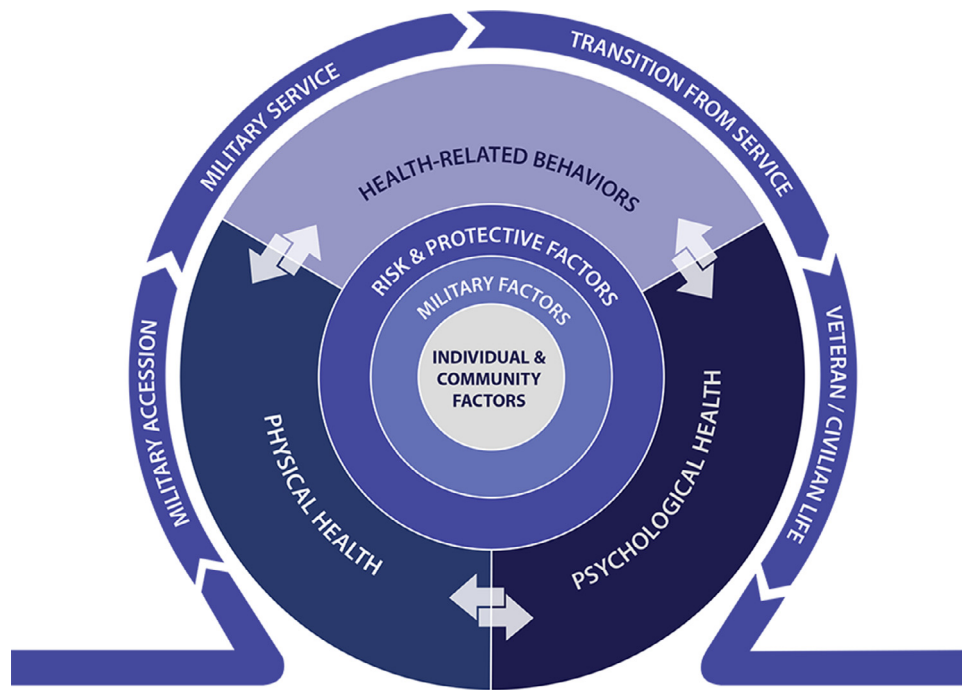 MILITARY ACCESSION
MILITARY SERVICE
TRANSITION FROM SERVICE
VETERAN / CIVILIAN LIFE
HEALTH-RELATED BEHAVIORS
PHYSICAL HEALTH
PSYCHOLOGICAL HEALTH
RISK & PROTECTIVE FACTORS
MILITARY FACTORS
INDIVIDUAL &
COMMUNITY
FACTORS